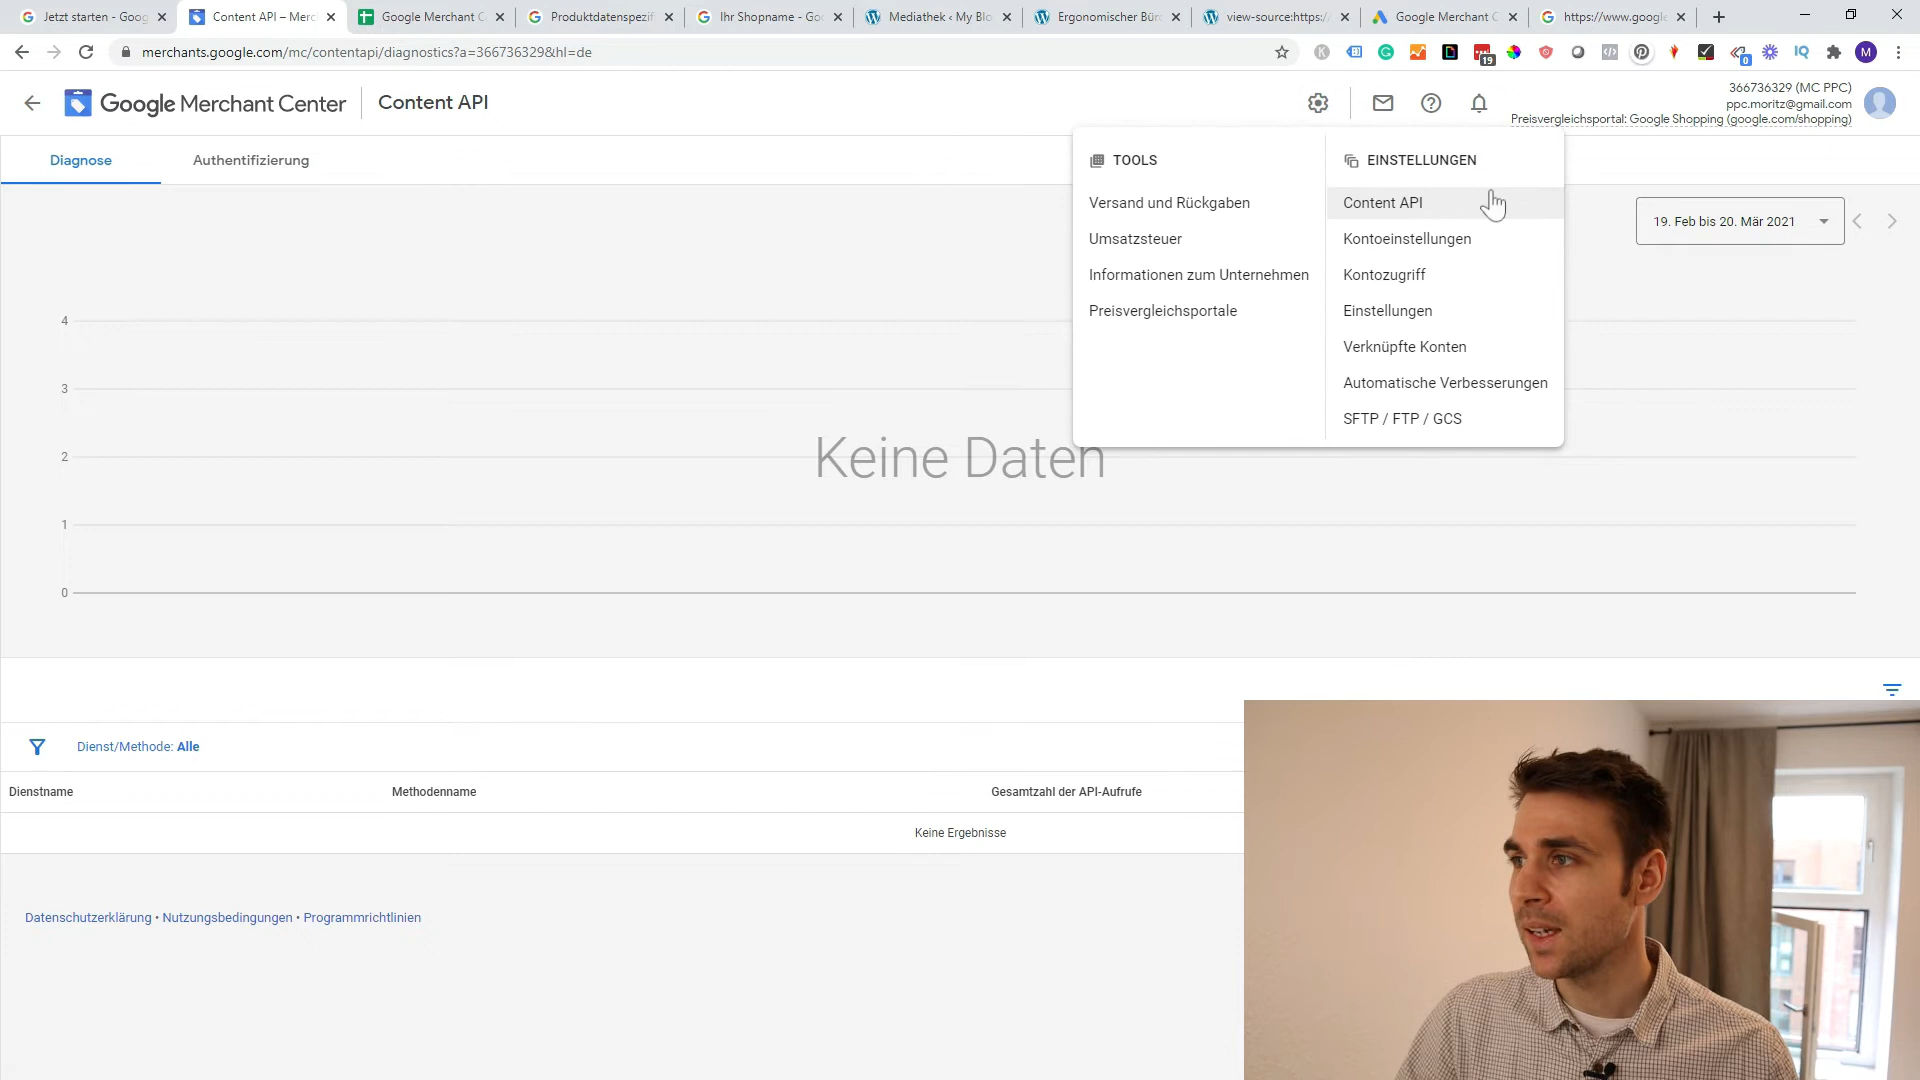 Jetzt starten - Goog
Content API – Merc
Google Merchant C
Produktdatenspezif
Ihr Shopname - Goo
Mediathek ‹ My Blo
Ergonomischer Büro
view-source:https://
Google Merchant C
https://www.google
merchants.google.com/mc/contentapi/diagnostics?a=366736329&hl=de
19
0
M
Google Merchant Center
Content API
366736329 (MC PPC)
ppc.moritz@gmail.com
Preisvergleichsportal: Google Shopping (google.com/shopping)
Diagnose
Authentifizierung
TOOLS
Versand und Rückgaben
Umsatzsteuer
Informationen zum Unternehmen
Preisvergleichsportale
EINSTELLUNGEN
Content API
Kontoeinstellungen
Kontozugriff
Einstellungen
Verknüpfte Konten
Automatische Verbesserungen
SFTP / FTP / GCS
19. Feb bis 20. Mär 2021
4
3
2
1
0
Keine Daten
Dienst/Methode: Alle
Dienstname
Methodenname
Gesamtzahl der API-Aufrufe
Keine Ergebnisse
Datenschutzerklärung • Nutzungsbedingungen • Programmrichtlinien